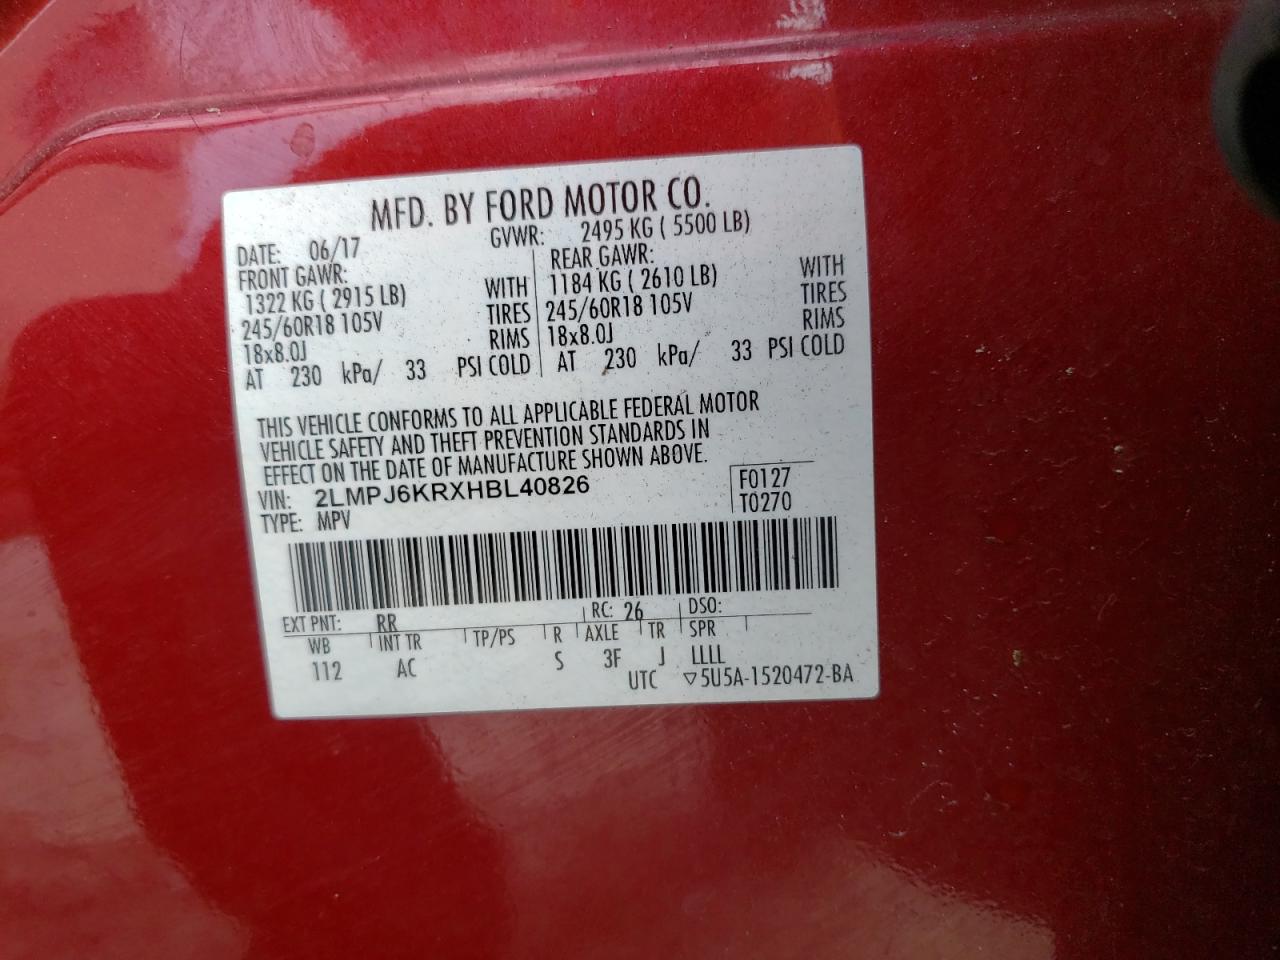 MFD. BY FORD MOTOR CO.
DATE: 06/17 GVWR: 2495 KG ( 5500 LB)
FRONT GAWR: REAR GAWR:
1322 KG ( 2915 LB) WITH 1184 KG ( 2610 LB) WITH
245/60R18 105V TIRES 245/60R18 105V TIRES
18x8.0J RIMS 18x8.0J RIMS
AT 230 kPa/ 33 PSI COLD AT 230 kPa/ 33 PSI COLD
THIS VEHICLE CONFORMS TO ALL APPLICABLE FEDERAL MOTOR
VEHICLE SAFETY AND THEFT PREVENTION STANDARDS IN
EFFECT ON THE DATE OF MANUFACTURE SHOWN ABOVE.
VIN: 2LMPJ6KRXHBL40826 F0127
TYPE: MPV T0270
EXT PNT: RR RC: 26 DSO:
WB INT TR TP/PS R AXLE TR SPR
112 AC S 3F J LLLL
UTC ▽5U5A-1520472-BA